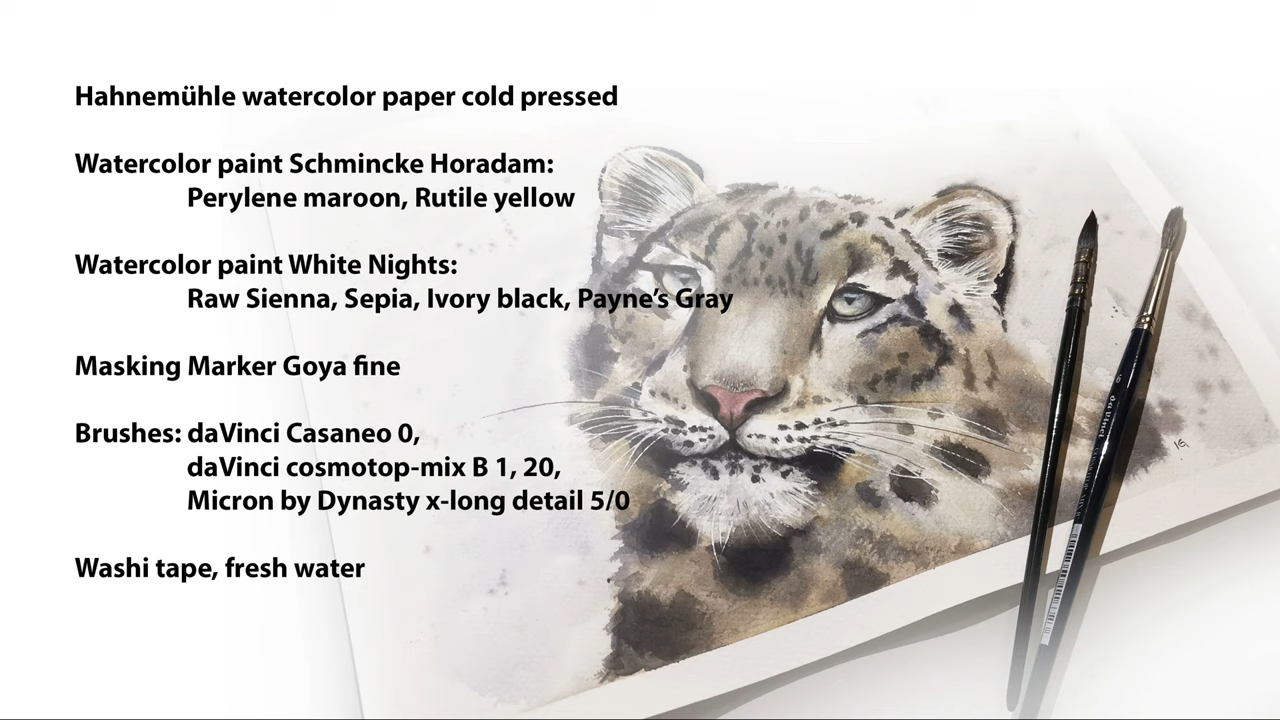 Hahnemühle watercolor paper cold pressed
Watercolor paint Schmincke Horadam:
Perylene maroon, Rutile yellow
Watercolor paint White Nights:
Raw Sienna, Sepia, Ivory black, Payne's Gray
Masking Marker Goya fine
Brushes: daVinci Casaneo 0,
daVinci cosmotop-mix B 1, 20,
Micron by Dynasty x-long detail 5/0
Washi tape, fresh water
da Vinci